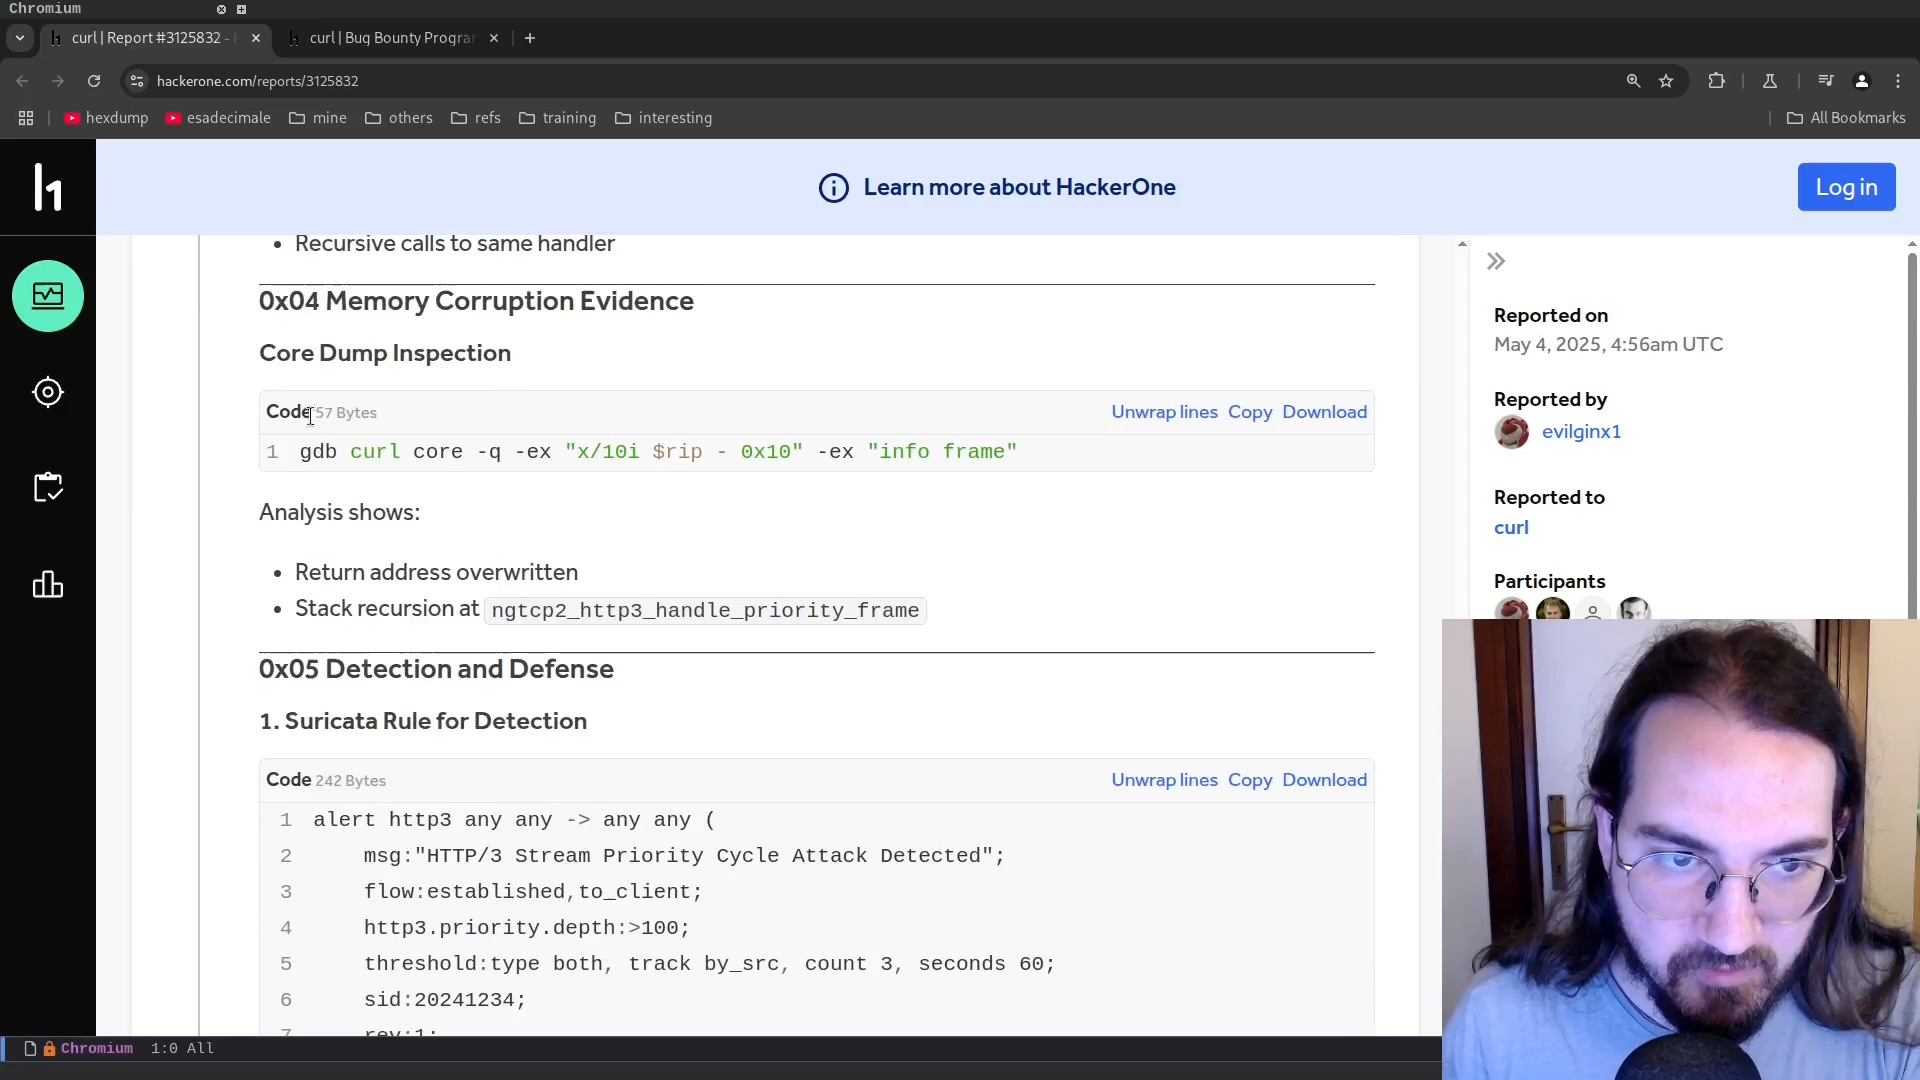 Chromium
curl | Report #3125832 -
curl | Bug Bounty Program
hackerone.com/reports/3125832
hexdump
esadecimale
mine
others
refs
training
interesting
All Bookmarks
Learn more about HackerOne
Log in
• Recursive calls to same handler
0x04 Memory Corruption Evidence
Core Dump Inspection
Code 57 Bytes
Unwrap lines Copy Download
1 gdb curl core -q -ex "x/10i $rip - 0x10" -ex "info frame"
Analysis shows:
• Return address overwritten
• Stack recursion at ngtcp2_http3_handle_priority_frame
0x05 Detection and Defense
1. Suricata Rule for Detection
Code 242 Bytes
Unwrap lines Copy Download
1 alert http3 any any -> any any (
2 msg:"HTTP/3 Stream Priority Cycle Attack Detected";
3 flow:established,to_client;
4 http3.priority.depth:>100;
5 threshold:type both, track by_src, count 3, seconds 60;
6 sid:20241234;
7 rev:1;
Reported on
May 4, 2025, 4:56am UTC
Reported by
evilginx1
Reported to
curl
Participants
Chromium 1:0 All